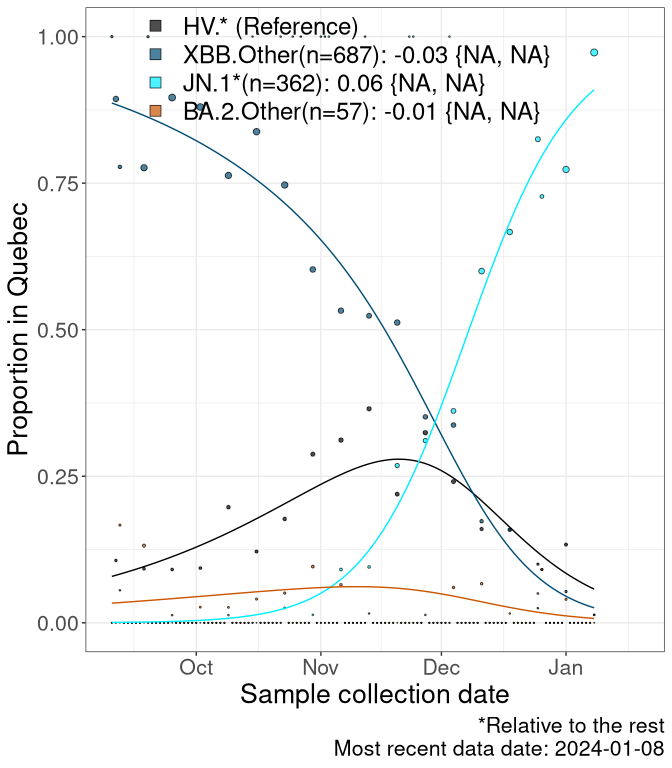 HV.* (Reference)
XBB.Other(n=687): -0.03 {NA, NA}
JN.1*(n=362): 0.06 {NA, NA}
BA.2.Other(n=57): -0.01 {NA, NA}
1.00
0.75
0.50
0.25
0.00
Proportion in Quebec
Oct Nov Dec Jan
Sample collection date
*Relative to the rest
Most recent data date: 2024-01-08